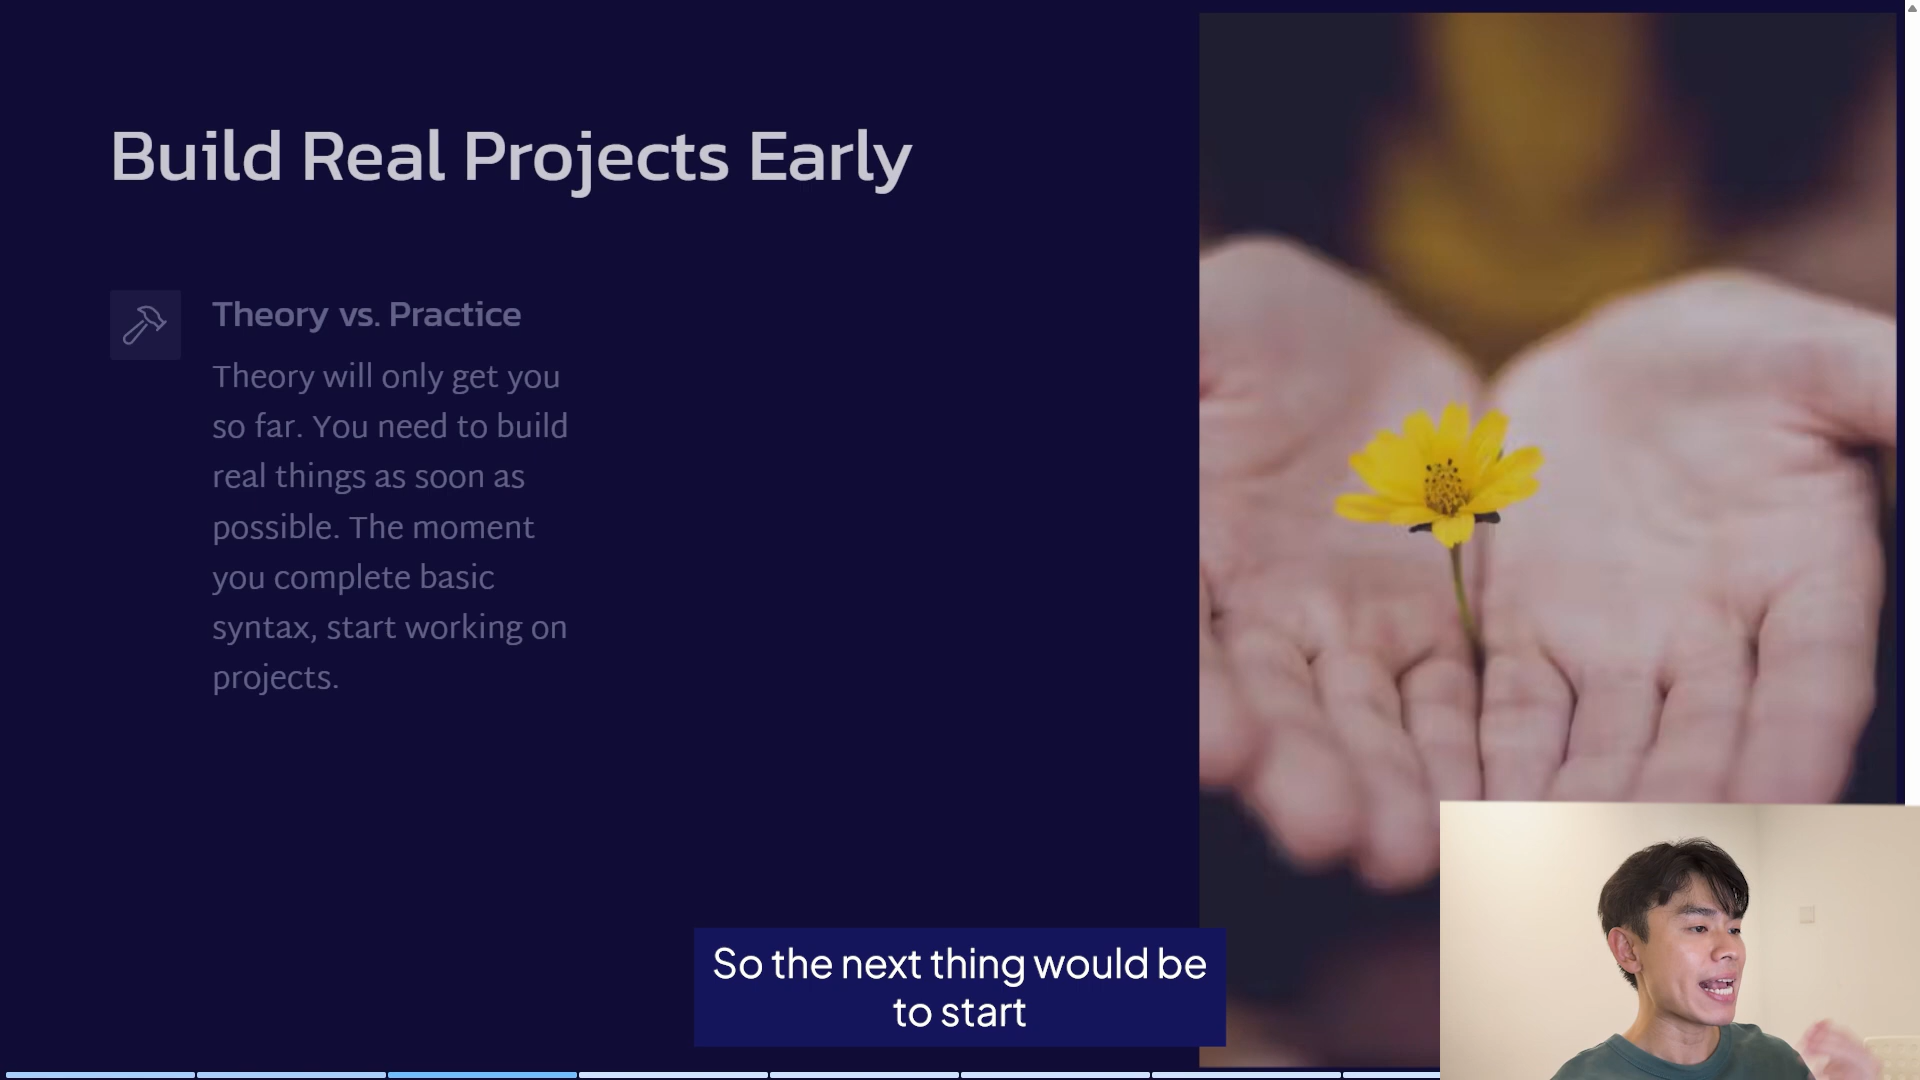 Build Real Projects Early
Theory vs. Practice
Theory will only get you
so far. You need to build
real things as soon as
possible. The moment
you complete basic
syntax, start working on
projects.
So the next thing would be
to start